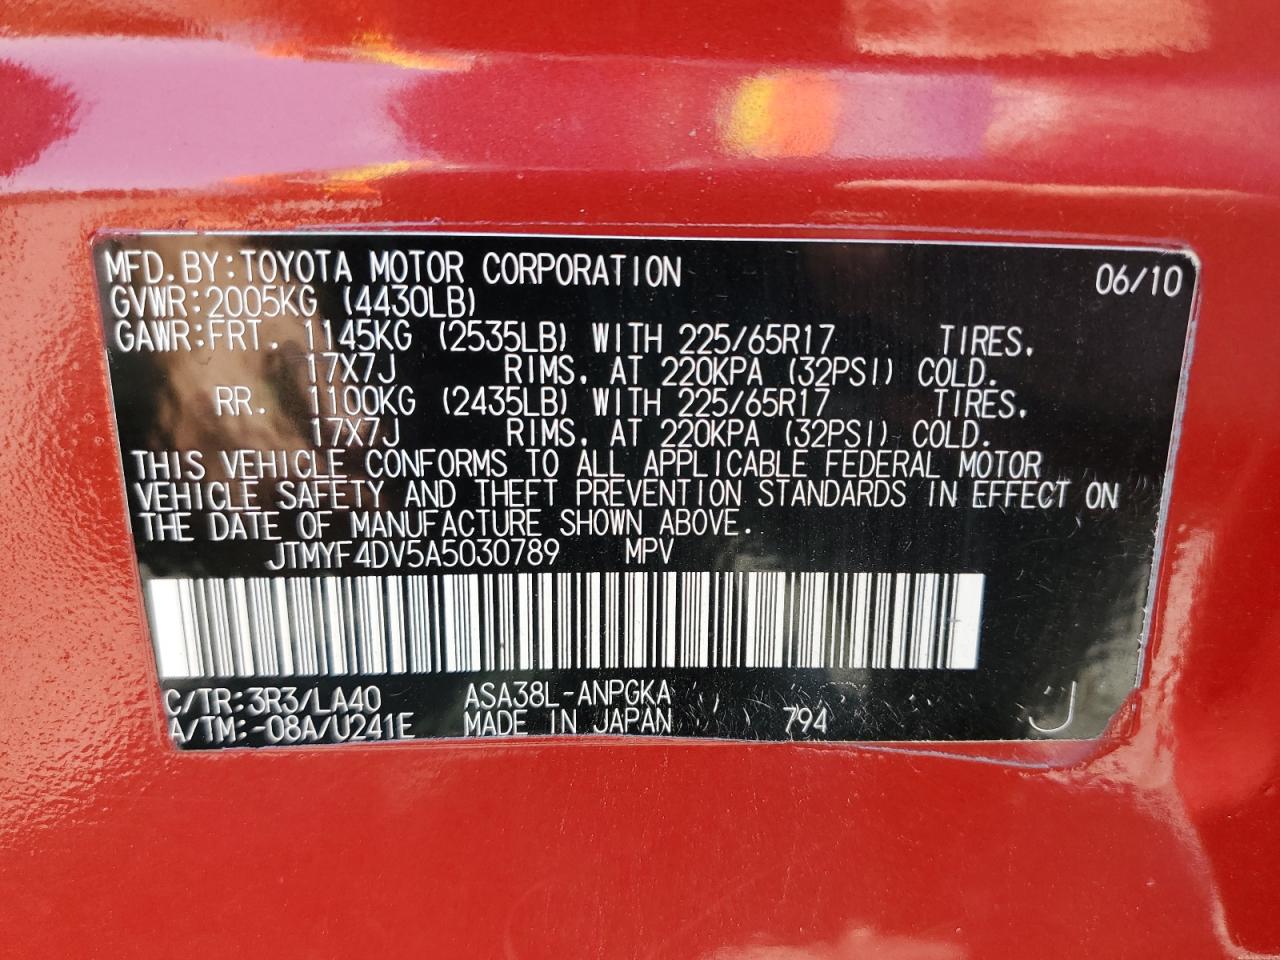 MFD.BY:TOYOTA MOTOR CORPORATION 06/10
GVWR:2005KG (4430LB)
GAWR:FRT. 1145KG (2535LB) WITH 225/65R17 TIRES.
17X7J RIMS. AT 220KPA (32PSI) COLD.
RR. 1100KG (2435LB) WITH 225/65R17 TIRES.
17X7J RIMS. AT 220KPA (32PSI) COLD.
THIS VEHICLE CONFORMS TO ALL APPLICABLE FEDERAL MOTOR
VEHICLE SAFETY AND THEFT PREVENTION STANDARDS IN EFFECT ON
THE DATE OF MANUFACTURE SHOWN ABOVE.
JTMYF4DV5A5030789 MPV
C/TR:3R3/LA40 ASA38L-ANPGKA
A/TM:-08A/U241E MADE IN JAPAN 794 J